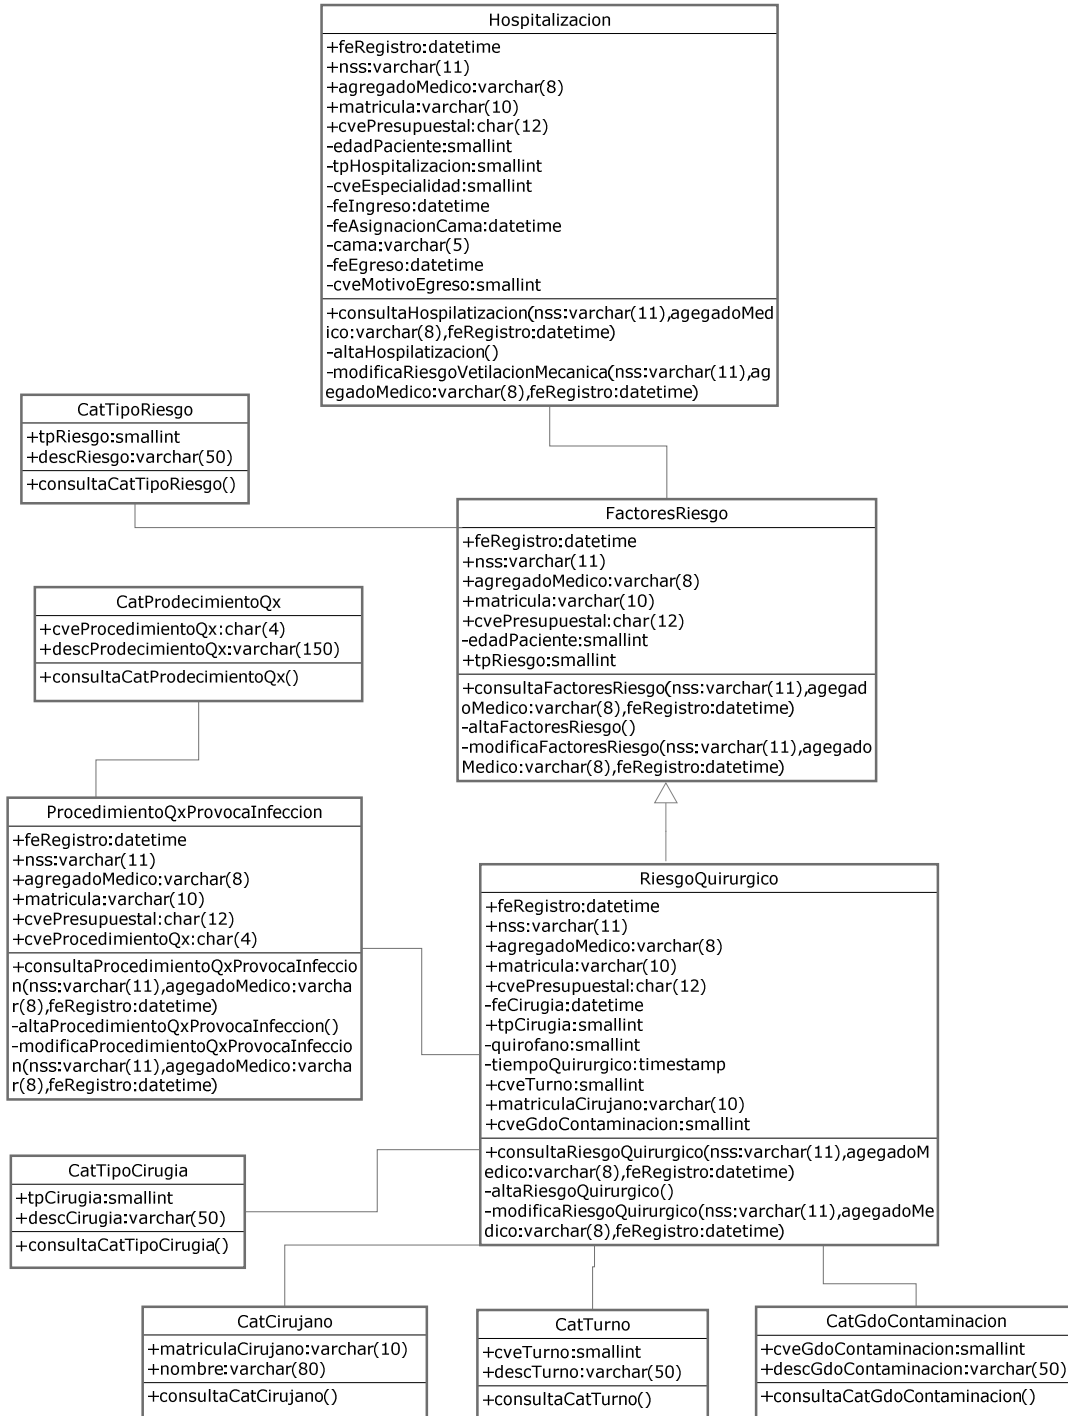 Hospitalizacion
+feRegistro:datetime
+nss:varchar(11)
+agregadoMedico:varchar(8)
+matricula:varchar(10)
+cvePresupuestal:char(12)
-edadPaciente:smallint
-tpHospitalizacion:smallint
-cveEspecialidad:smallint
-feIngreso:datetime
-feAsignacionCama:datetime
-cama:varchar(5)
-feEgreso:datetime
-cveMotivoEgreso:smallint
+consultaHospilatizacion(nss:varchar(11),agegadoMed
ico:varchar(8),feRegistro:datetime)
-altaHospilatizacion()
-modificaRiesgoVetilacionMecanica(nss:varchar(11),ag
egadoMedico:varchar(8),feRegistro:datetime)
CatTipoRiesgo
+tpRiesgo:smallint
+descRiesgo:varchar(50)
+consultaCatTipoRiesgo()
FactoresRiesgo
+feRegistro:datetime
+nss:varchar(11)
+agregadoMedico:varchar(8)
+matricula:varchar(10)
+cvePresupuestal:char(12)
-edadPaciente:smallint
+tpRiesgo:smallint
+consultaFactoresRiesgo(nss:varchar(11),agegad
oMedico:varchar(8),feRegistro:datetime)
-altaFactoresRiesgo()
-modificaFactoresRiesgo(nss:varchar(11),agegado
Medico:varchar(8),feRegistro:datetime)
CatProdecimientoQx
+cveProcedimientoQx:char(4)
+descProdecimientoQx:varchar(150)
+consultaCatProdecimientoQx()
ProcedimientoQxProvocaInfeccion
+feRegistro:datetime
+nss:varchar(11)
+agregadoMedico:varchar(8)
+matricula:varchar(10)
+cvePresupuestal:char(12)
+cveProcedimientoQx:char(4)
+consultaProcedimientoQxProvocaInfeccio
n(nss:varchar(11),agegadoMedico:varcha
r(8),feRegistro:datetime)
-altaProcedimientoQxProvocaInfeccion()
-modificaProcedimientoQxProvocaInfeccio
n(nss:varchar(11),agegadoMedico:varcha
r(8),feRegistro:datetime)
RiesgoQuirurgico
+feRegistro:datetime
+nss:varchar(11)
+agregadoMedico:varchar(8)
+matricula:varchar(10)
+cvePresupuestal:char(12)
-feCirugia:datetime
+tpCirugia:smallint
-quirofano:smallint
-tiempoQuirurgico:timestamp
+cveTurno:smallint
+matriculaCirujano:varchar(10)
+cveGdoContaminacion:smallint
+consultaRiesgoQuirurgico(nss:varchar(11),agegadoM
edico:varchar(8),feRegistro:datetime)
-altaRiesgoQuirurgico()
-modificaRiesgoQuirurgico(nss:varchar(11),agegadoMe
dico:varchar(8),feRegistro:datetime)
CatTipoCirugia
+tpCirugia:smallint
+descCirugia:varchar(50)
+consultaCatTipoCirugia()
CatCirujano
+matriculaCirujano:varchar(10)
+nombre:varchar(80)
+consultaCatCirujano()
CatTurno
+cveTurno:smallint
+descTurno:varchar(50)
+consultaCatTurno()
CatGdoContaminacion
+cveGdoContaminacion:smallint
+descGdoContaminacion:varchar(50)
+consultaCatGdoContaminacion()